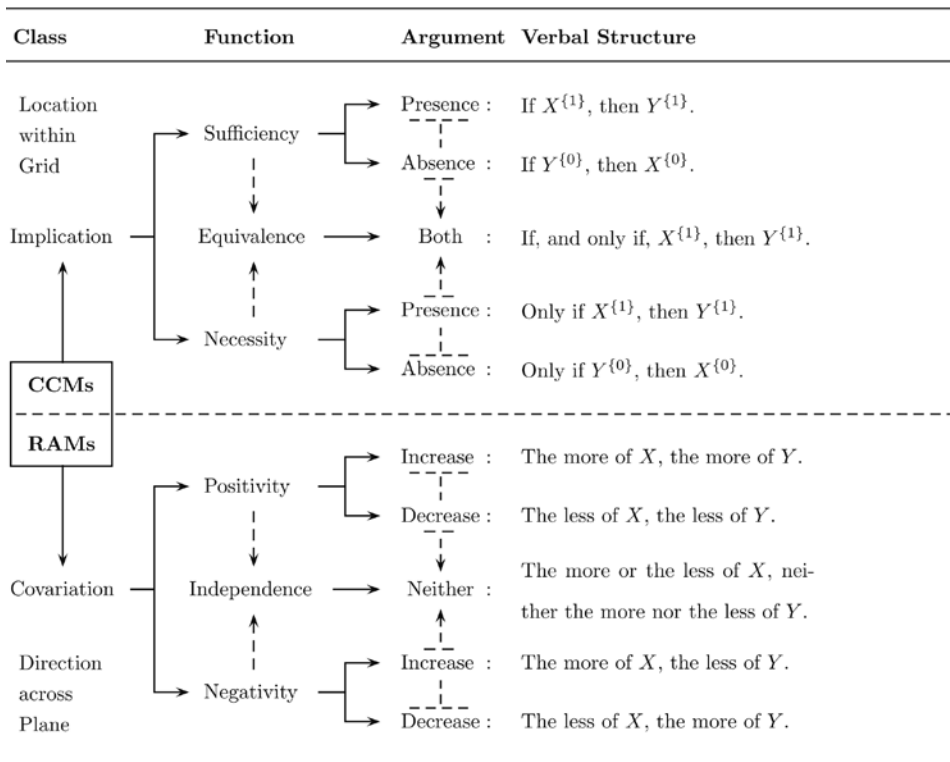 Class Function Argument Verbal Structure
Location
within
Grid
Presence : If X^{1}, then Y^{1}.
Sufficiency
Absence : If Y^{0}, then X^{0}.
Implication Equivalence Both : If, and only if, X^{1}, then Y^{1}.
Presence : Only if X^{1}, then Y^{1}.
Necessity
Absence : Only if Y^{0}, then X^{0}.
CCMs
RAMs
Increase : The more of X, the more of Y.
Positivity
Decrease : The less of X, the less of Y.
Covariation Independence Neither : The more or the less of X, nei-
ther the more nor the less of Y.
Direction
across
Plane
Increase : The more of X, the less of Y.
Negativity
Decrease : The less of X, the more of Y.